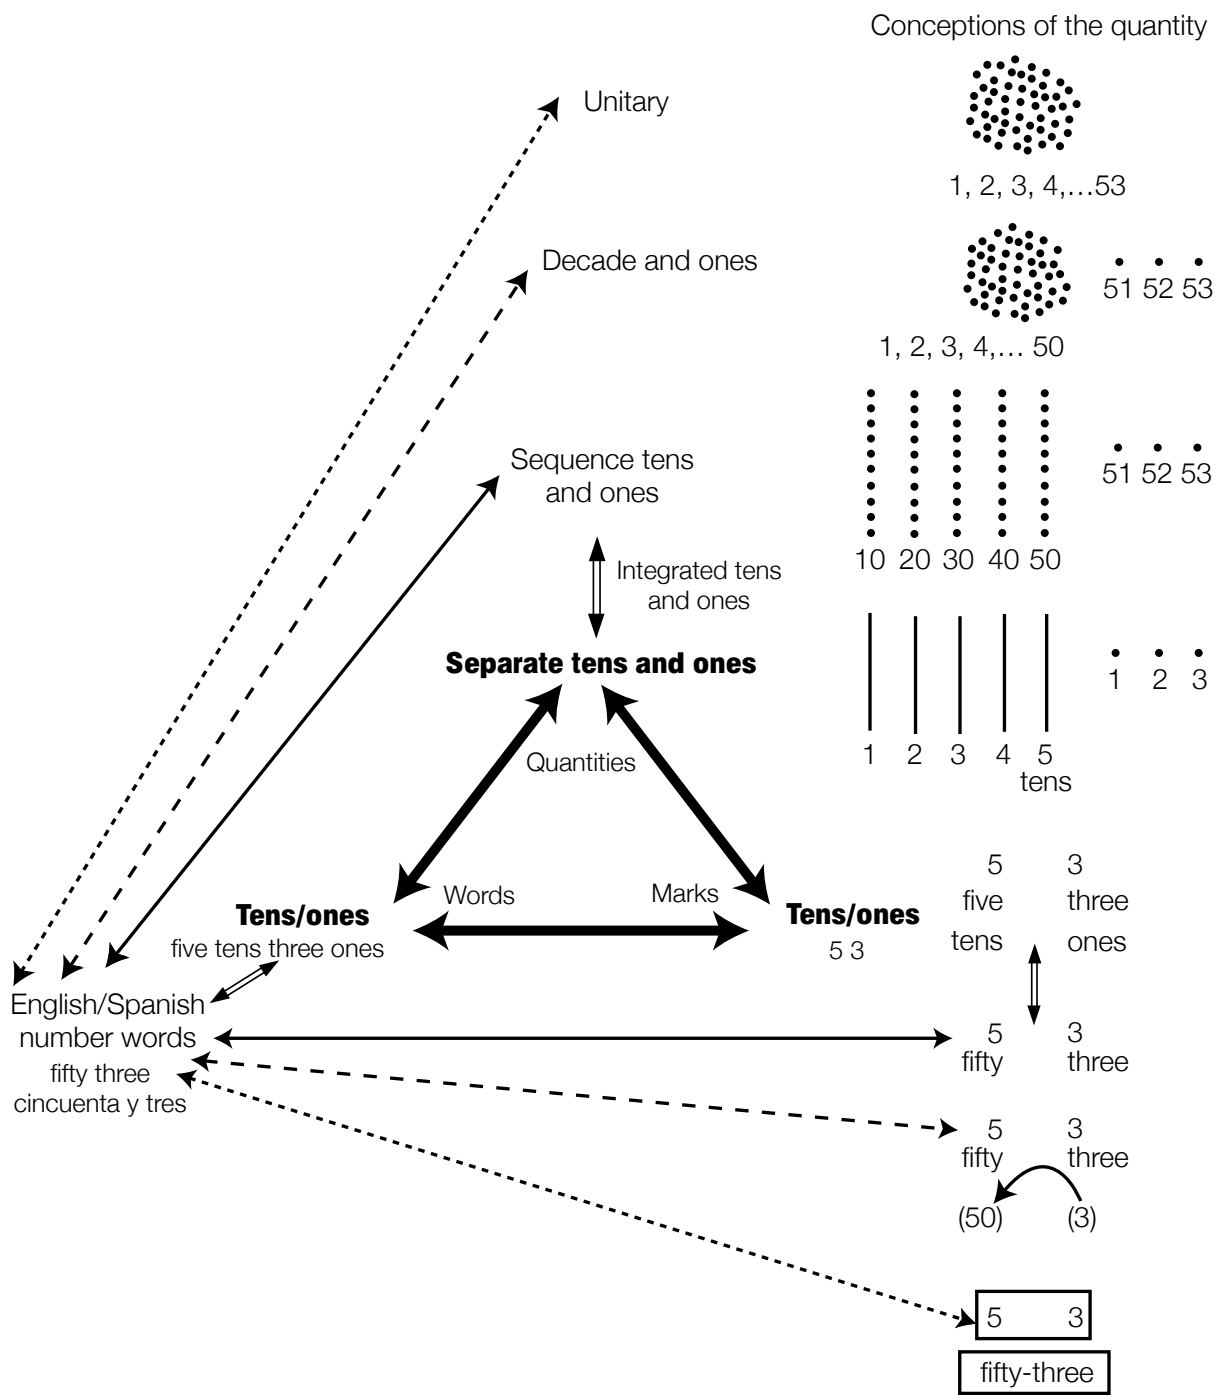 Conceptions of the quantity
Unitary
1, 2, 3, 4,…53
Decade and ones
51 52 53
1, 2, 3, 4,… 50
Sequence tens
and ones
51 52 53
10 20 30 40 50
Integrated tens
and ones
Separate tens and ones
1 2 3
1 2 3 4 5
tens
Quantities
Words
Marks
Tens/ones
five tens three ones
Tens/ones
5 3
5 3
five three
tens ones
English/Spanish
number words
fifty three
cincuenta y tres
5 3
fifty three
5 3
fifty three
(50) (3)
5 3
fifty-three